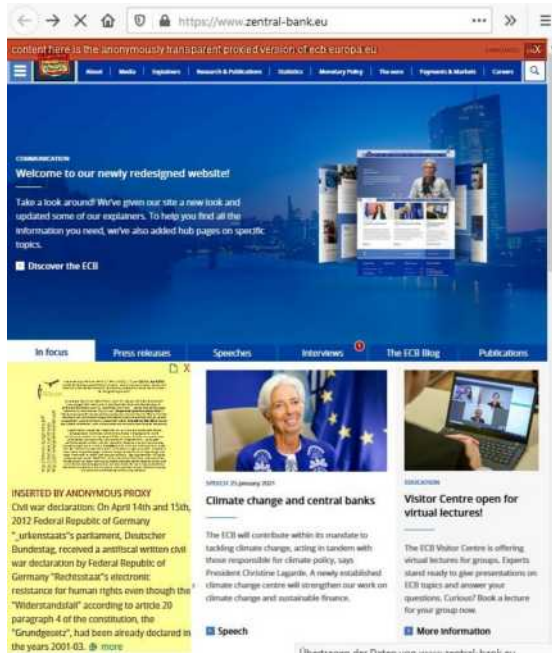 https://www.zentral-bank.eu
content here is the anonymously transparent proxied version of ecb.europa.eu
X
About
Media
Explainers
Research & Publications
Statistics
Monetary Policy
The euro
Payments & Markets
Careers
COMMUNICATION
Welcome to our newly redesigned website!
Take a look around! We've given our site a new look and
updated some of our explainers. To help you find all the
information you need, we've also added hub pages on specific
topics.
Discover the ECB
In focus
Press releases
Speeches
Interviews
1
The ECB Blog
Publications
X
INSERTED BY ANONYMOUS PROXY
Civil war declaration: On April 14th and 15th,
2012 Federal Republic of Germany
"_urkenstaats"s parliament, Deutscher
Bundestag, received a antifiscal written civil
war declaration by Federal Republic of
Germany "Rechtsstaat"s electronic
resistance for human rights even though the
"Widerstandsfall" according to article 20
paragraph 4 of the constitution, the
"Grundgesetz", had been already declared in
the years 2001-03. more
SPEECH 25 January 2021
Climate change and central banks
The ECB will contribute within its mandate to
tackling climate change, acting in tandem with
those responsible for climate policy, says
President Christine Lagarde. A newly established
climate change centre will strengthen our work on
climate change and sustainable finance.
Speech
EDUCATION
Visitor Centre open for
virtual lectures!
The ECB Visitor Centre is offering
virtual lectures for groups. Experts
stand ready to give presentations on
ECB topics and answer your
questions. Curious? Book a lecture
for your group now.
More information
Übertragen der Daten von www.zentral-bank.eu